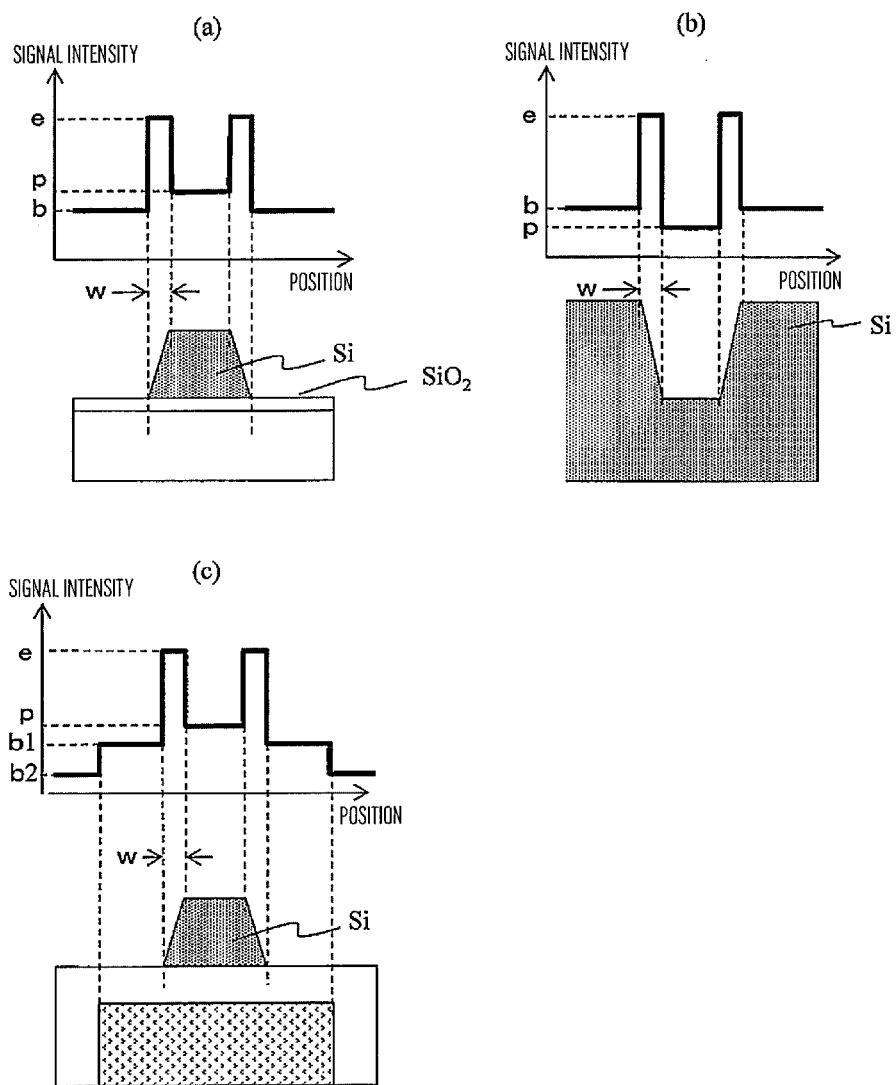 (a)
SIGNAL INTENSITY
e
p
b
POSITION
w
Si
SiO₂
(b)
SIGNAL INTENSITY
e
b
p
POSITION
w
Si
(c)
SIGNAL INTENSITY
e
p
b1
b2
POSITION
w
Si